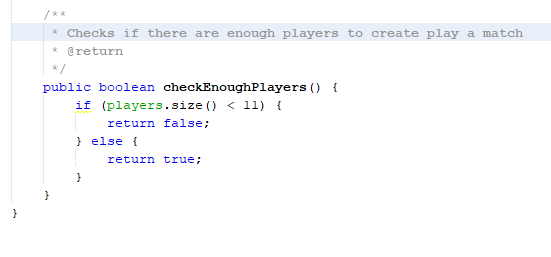 /**
* Checks if there are enough players to create play a match
* @return
*/
public boolean checkEnoughPlayers() {
if (players.size() < 11) {
return false;
} else {
return true;
}
}
}